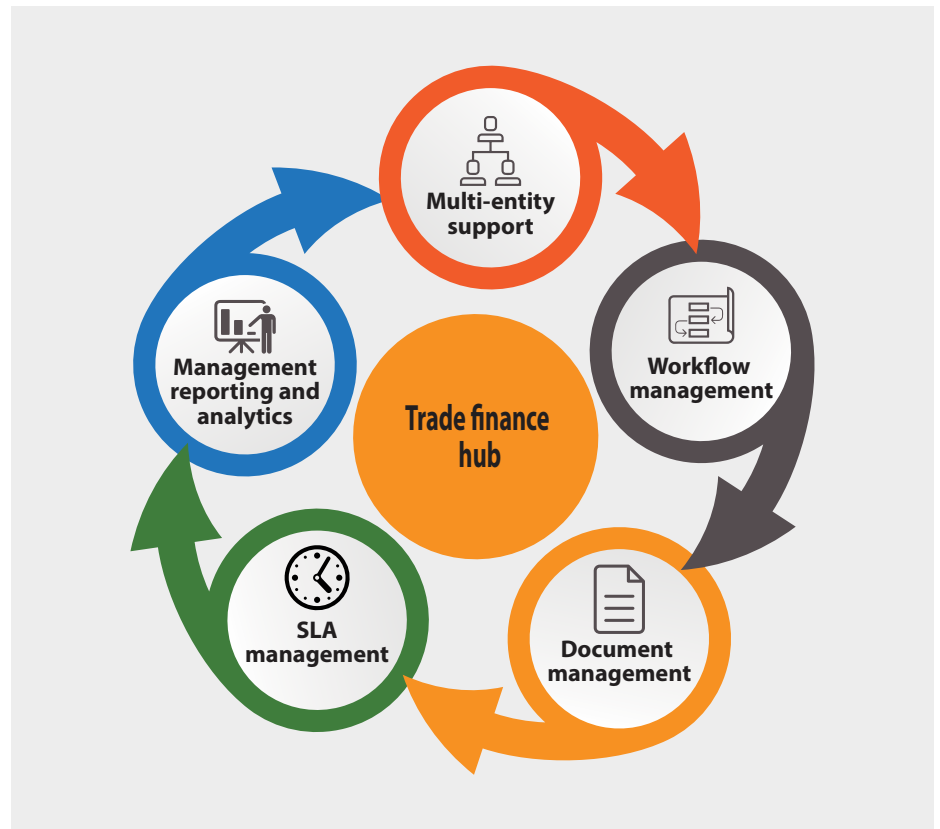 Multi-entity
support
Workflow
management
Document
management
SLA
management
Management
reporting and
analytics
Trade finance
hub